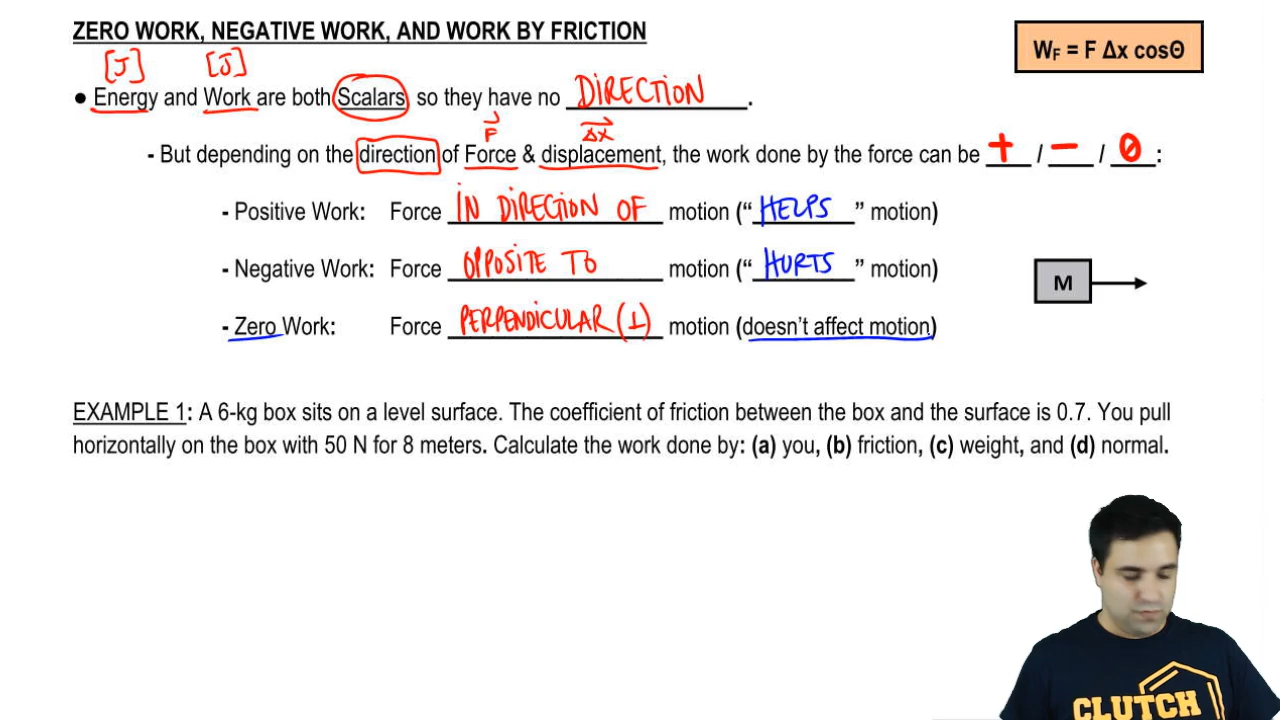 ZERO WORK, NEGATIVE WORK, AND WORK BY FRICTION
W_F = F Δx cosΘ
[J] [J]
● Energy and Work are both Scalars so they have no DIRECTION.
F Δx
- But depending on the direction of Force & displacement, the work done by the force can be + / - / 0 :
- Positive Work: Force IN DIRECTION OF motion (“ HELPS ” motion)
- Negative Work: Force OPPOSITE TO motion (“ HURTS ” motion)
M
- Zero Work: Force PERPENDICULAR (⊥) motion (doesn’t affect motion)
EXAMPLE 1: A 6-kg box sits on a level surface. The coefficient of friction between the box and the surface is 0.7. You pull
horizontally on the box with 50 N for 8 meters. Calculate the work done by: (a) you, (b) friction, (c) weight, and (d) normal.
CLUTCH